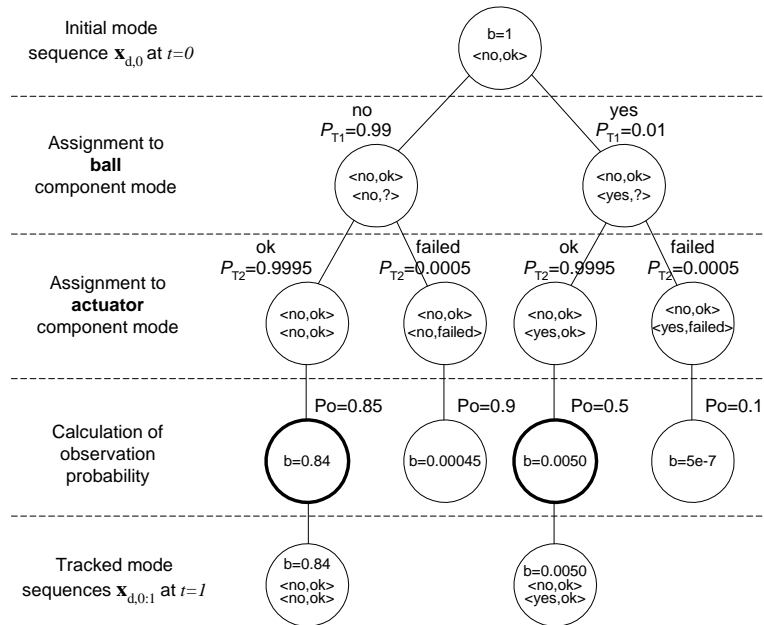 Initial mode
sequence x_d,0 at t=0
b=1
<no,ok>
no
P_T1=0.99
yes
P_T1=0.01
Assignment to
ball
component mode
<no,ok>
<no,?>
<no,ok>
<yes,?>
ok
P_T2=0.9995
failed
P_T2=0.0005
ok
P_T2=0.9995
failed
P_T2=0.0005
Assignment to
actuator
component mode
<no,ok>
<no,ok>
<no,ok>
<no,failed>
<no,ok>
<yes,ok>
<no,ok>
<yes,failed>
Po=0.85
Po=0.9
Po=0.5
Po=0.1
Calculation of
observation
probability
b=0.84
b=0.00045
b=0.0050
b=5e-7
Tracked mode
sequences x_d,0:1 at t=1
b=0.84
<no,ok>
<no,ok>
b=0.0050
<no,ok>
<yes,ok>